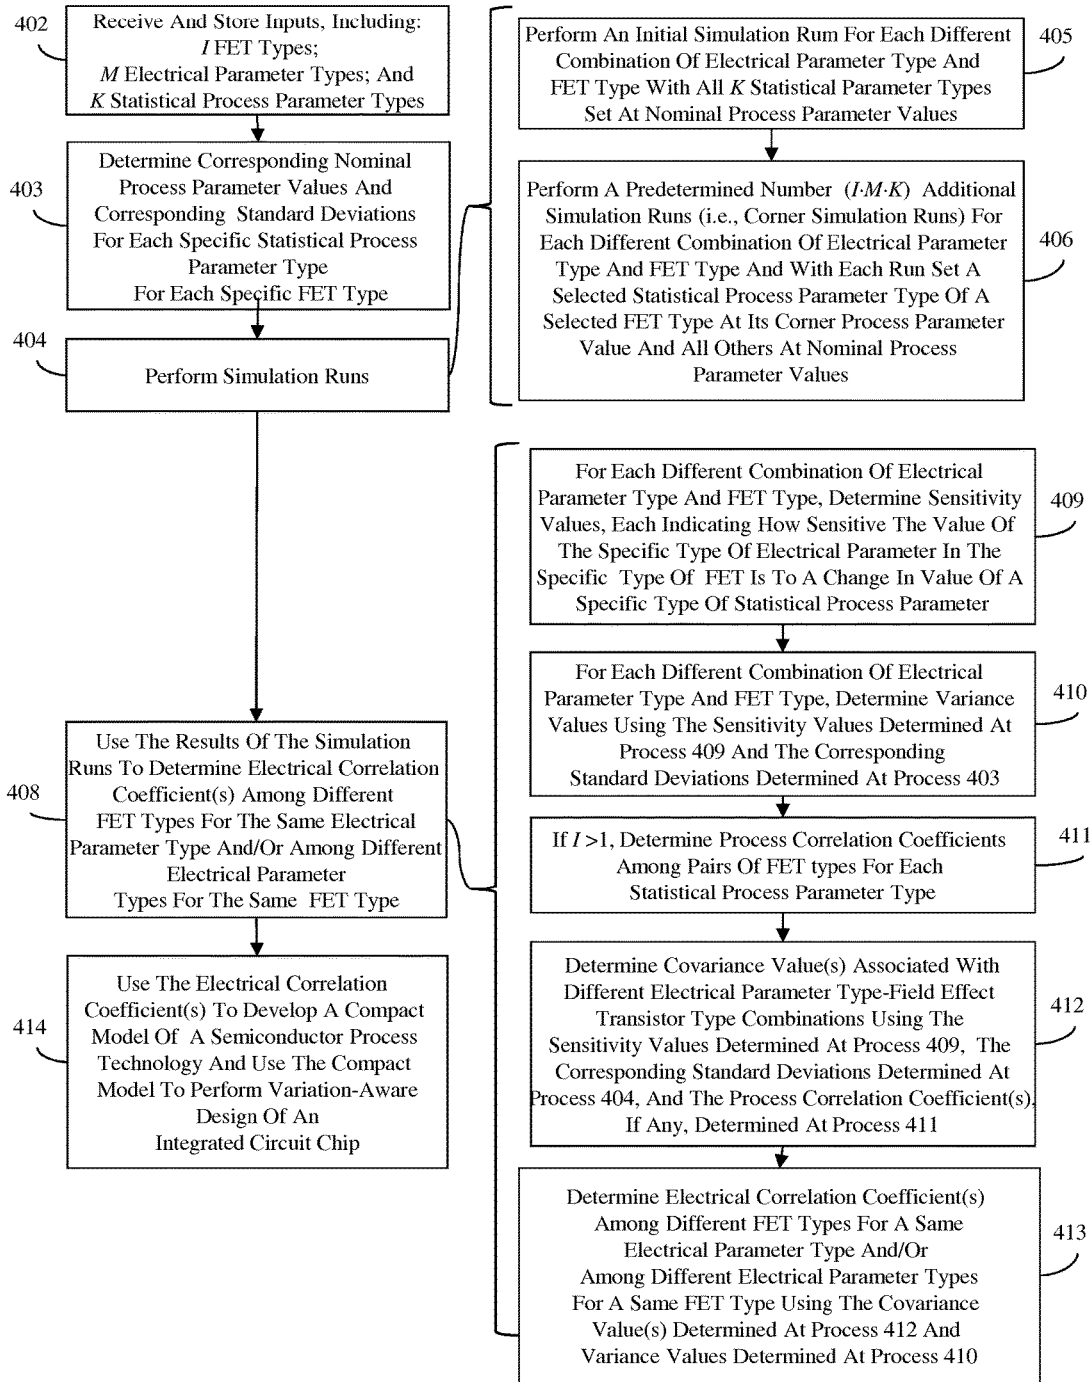 402
Receive And Store Inputs, Including:
I FET Types;
M Electrical Parameter Types; And
K Statistical Process Parameter Types
403
Determine Corresponding Nominal
Process Parameter Values And
Corresponding Standard Deviations
For Each Specific Statistical Process
Parameter Type
For Each Specific FET Type
404
Perform Simulation Runs
405
Perform An Initial Simulation Rum For Each Different
Combination Of Electrical Parameter Type And
FET Type With All K Statistical Parameter Types
Set At Nominal Process Parameter Values
406
Perform A Predetermined Number (I·M·K) Additional
Simulation Runs (i.e., Corner Simulation Runs) For
Each Different Combination Of Electrical Parameter
Type And FET Type And With Each Run Set A
Selected Statistical Process Parameter Type Of A
Selected FET Type At Its Corner Process Parameter
Value And All Others At Nominal Process
Parameter Values
408
Use The Results Of The Simulation
Runs To Determine Electrical Correlation
Coefficient(s) Among Different
FET Types For The Same Electrical
Parameter Type And/Or Among Different
Electrical Parameter
Types For The Same FET Type
409
For Each Different Combination Of Electrical
Parameter Type And FET Type, Determine Sensitivity
Values, Each Indicating How Sensitive The Value Of
The Specific Type Of Electrical Parameter In The
Specific Type Of FET Is To A Change In Value Of A
Specific Type Of Statistical Process Parameter
410
For Each Different Combination Of Electrical
Parameter Type And FET Type, Determine Variance
Values Using The Sensitivity Values Determined At
Process 409 And The Corresponding
Standard Deviations Determined At Process 403
411
If I >1, Determine Process Correlation Coefficients
Among Pairs Of FET types For Each
Statistical Process Parameter Type
412
Determine Covariance Value(s) Associated With
Different Electrical Parameter Type-Field Effect
Transistor Type Combinations Using The
Sensitivity Values Determined At Process 409, The
Corresponding Standard Deviations Determined At
Process 404, And The Process Correlation Coefficient(s),
If Any, Determined At Process 411
413
Determine Electrical Correlation Coefficient(s)
Among Different FET Types For A Same
Electrical Parameter Type And/Or
Among Different Electrical Parameter Types
For A Same FET Type Using The Covariance
Value(s) Determined At Process 412 And
Variance Values Determined At Process 410
414
Use The Electrical Correlation
Coefficient(s) To Develop A Compact
Model Of A Semiconductor Process
Technology And Use The Compact
Model To Perform Variation-Aware
Design Of An
Integrated Circuit Chip